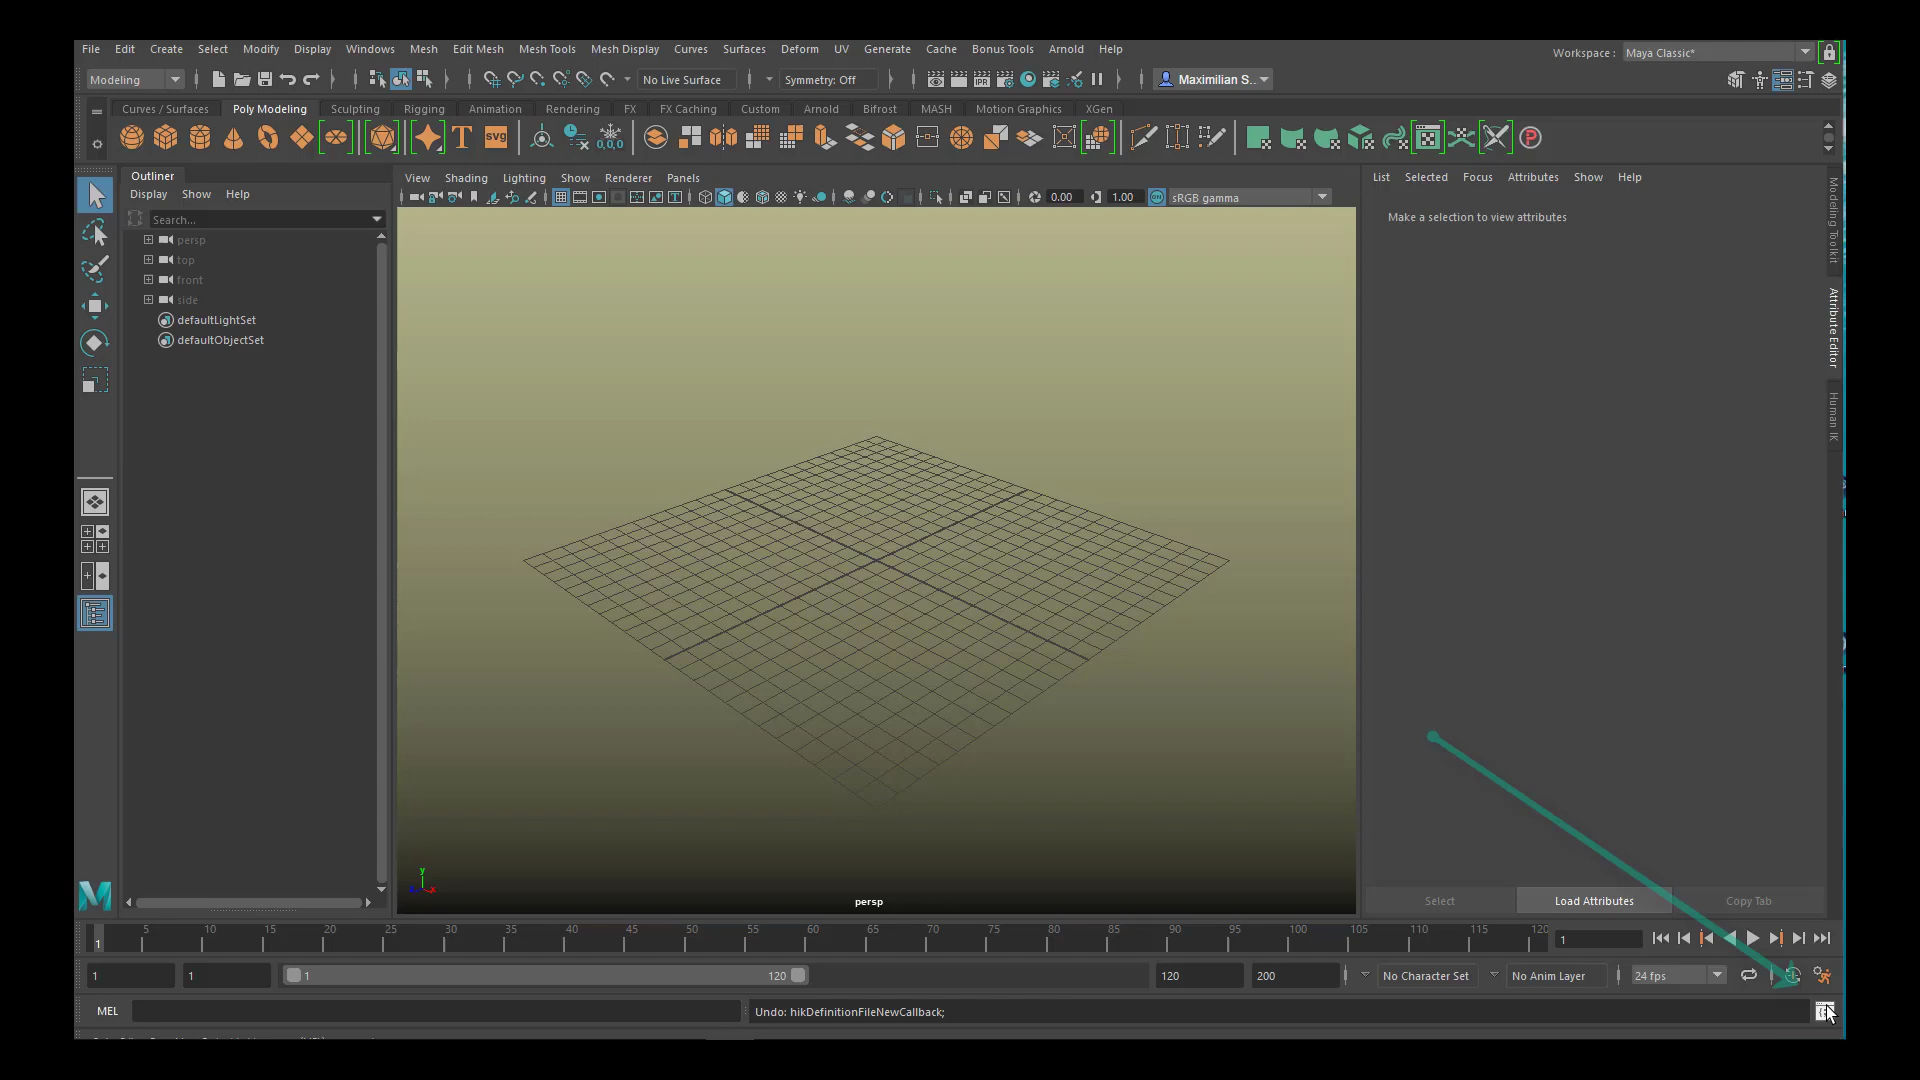 File Edit Create Select Modify Display Windows Mesh Edit Mesh Mesh Tools Mesh Display Curves Surfaces Deform UV Generate Cache Bonus Tools Arnold Help Workspace : Maya Classic*
Modeling No Live Surface Symmetry: Off IPR Maximilian S...
Curves / Surfaces Poly Modeling Sculpting Rigging Animation Rendering FX FX Caching Custom Arnold Bifrost MASH Motion Graphics XGen
T svg 0,0,0 P
Outliner
Display Show Help
Search...
persp
top
front
side
defaultLightSet
defaultObjectSet
View Shading Lighting Show Renderer Panels
0.00 1.00 ON sRGB gamma
y
x
persp
List Selected Focus Attributes Show Help
Make a selection to view attributes
Modeling Toolkit
Attribute Editor
Human IK
Select Load Attributes Copy Tab
M
1 5 10 15 20 25 30 35 40 45 50 55 60 65 70 75 80 85 90 95 100 105 110 115 120 1
1 1 1 120 120 200 No Character Set No Anim Layer 24 fps
MEL Undo: hikDefinitionFileNewCallback;